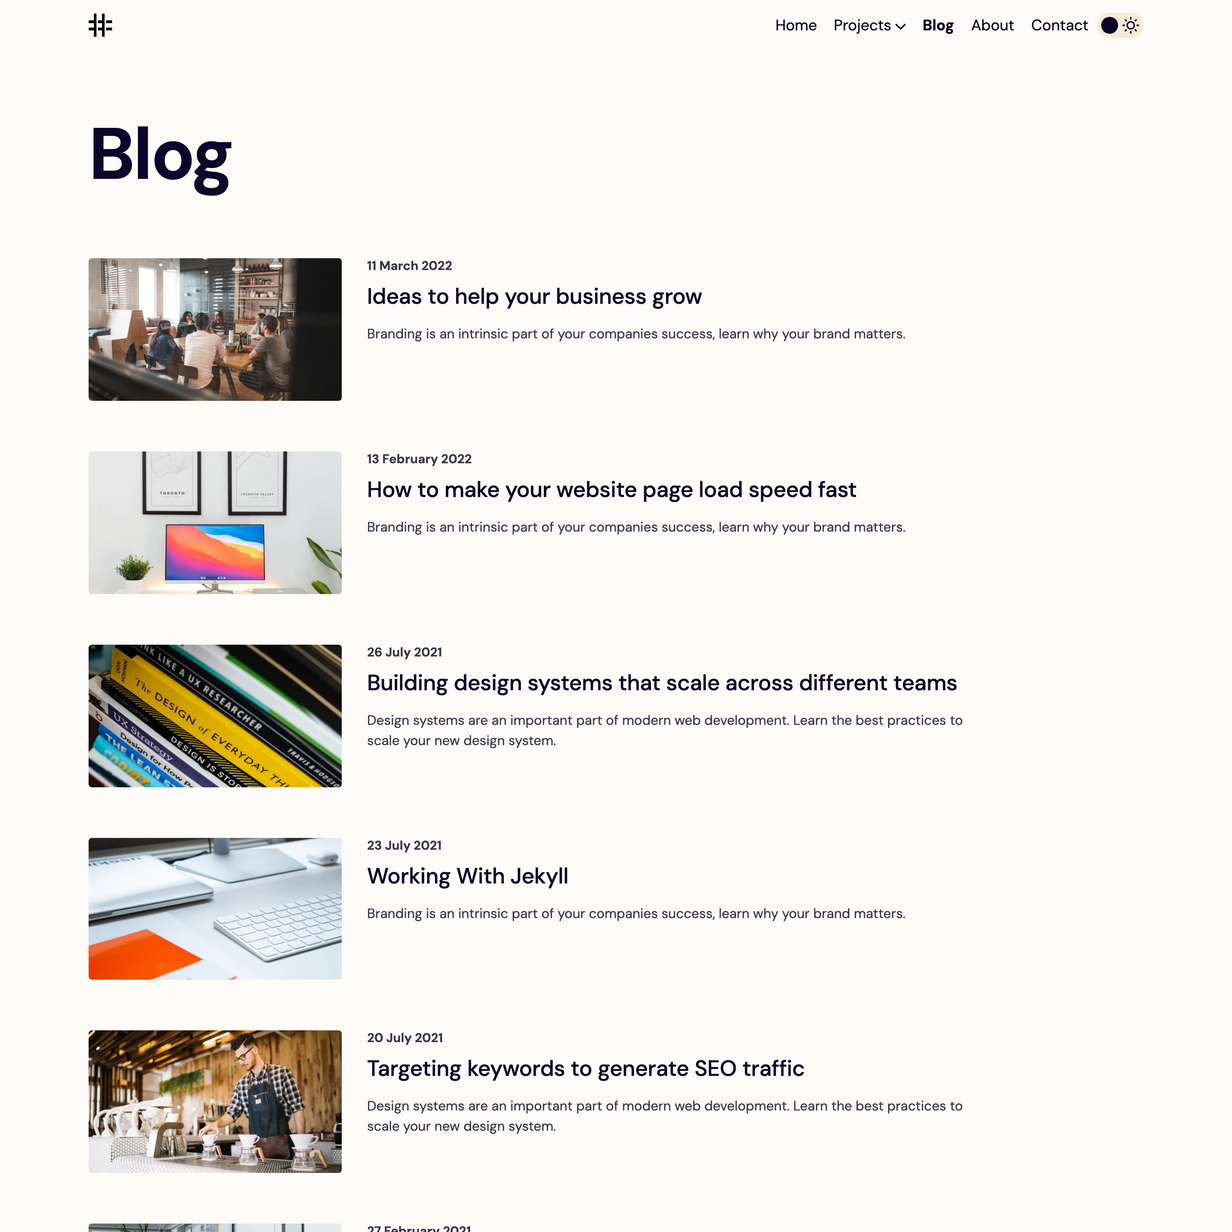 Home Projects Blog About Contact
Blog
11 March 2022
Ideas to help your business grow
Branding is an intrinsic part of your companies success, learn why your brand matters.
TORONTO
YOSEMITE VALLEY
13 February 2022
How to make your website page load speed fast
Branding is an intrinsic part of your companies success, learn why your brand matters.
INK LIKE A UX RESEARCHER
TRAVIS & HODGS
DON NORMAN
The DESIGN of EVERYDAY THI
DESIGN IS STOR
UX Strategy
Design for How P
THE LEAN S
26 July 2021
Building design systems that scale across different teams
Design systems are an important part of modern web development. Learn the best practices to
scale your new design system.
23 July 2021
Working With Jekyll
Branding is an intrinsic part of your companies success, learn why your brand matters.
20 July 2021
Targeting keywords to generate SEO traffic
Design systems are an important part of modern web development. Learn the best practices to
scale your new design system.
27 February 2021